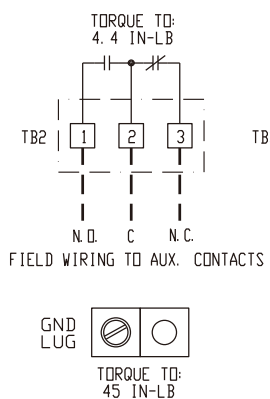 TORQUE TO:
4.4 IN-LB
TB2 1 2 3 TB
N.O. C N.C.
FIELD WIRING TO AUX. CONTACTS
GND
LUG
TORQUE TO:
45 IN-LB